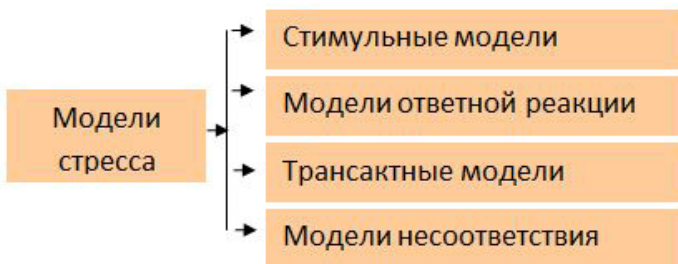 Модели
стресса
Стимульные модели
Модели ответной реакции
Трансактные модели
Модели несоответствия